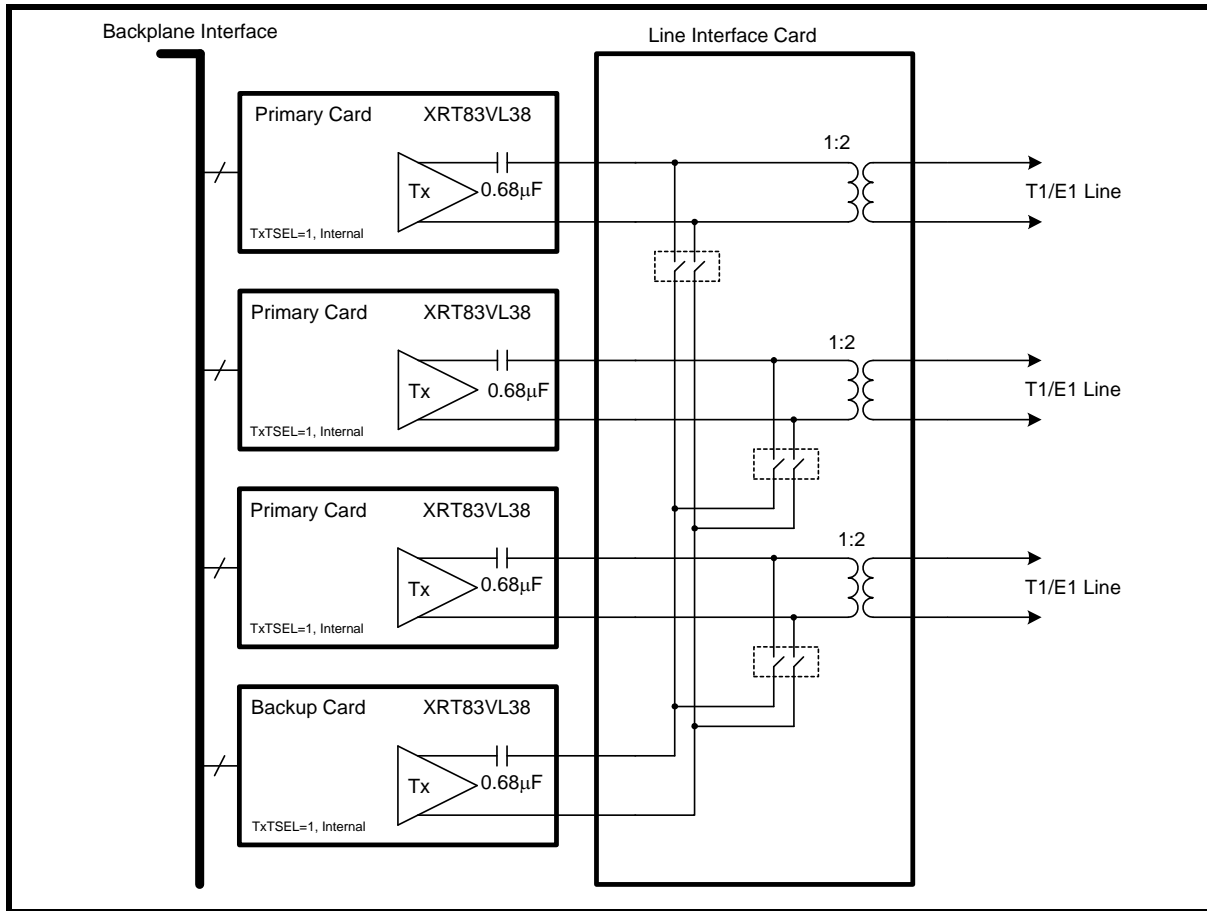 Backplane Interface
Line Interface Card
Primary Card XRT83VL38
Tx
0.68μF
TxTSEL=1, Internal
1:2
T1/E1 Line
Primary Card XRT83VL38
Tx
0.68μF
TxTSEL=1, Internal
1:2
T1/E1 Line
Primary Card XRT83VL38
Tx
0.68μF
TxTSEL=1, Internal
1:2
T1/E1 Line
Backup Card XRT83VL38
Tx
0.68μF
TxTSEL=1, Internal